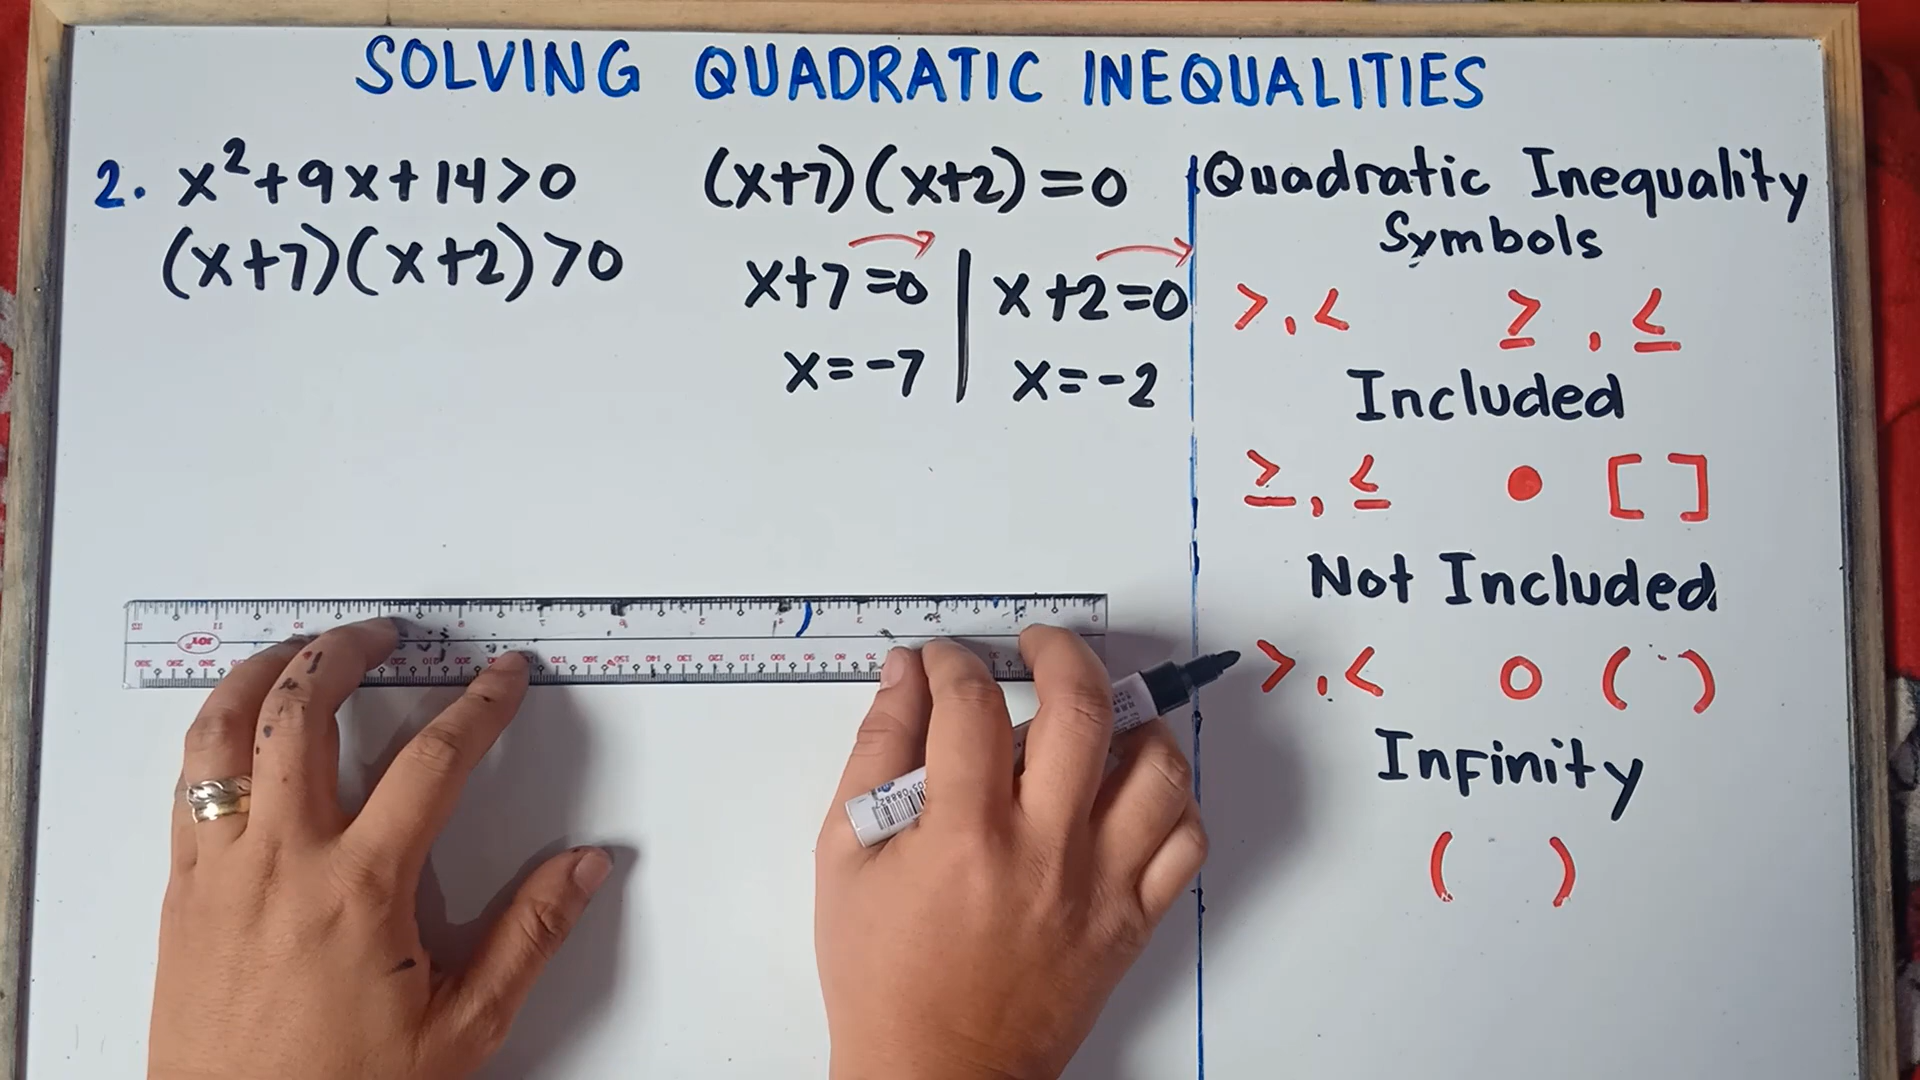 SOLVING QUADRATIC INEQUALITIES
2. x²+9x+14>0
(x+7)(x+2)>0
(x+7)(x+2)=0
x+7=0 | x+2=0
x=-7 | x=-2
Quadratic Inequality
Symbols
>,< ≥,≤
Included
≥,≤ ● [ ]
Not Included
>,< ○ ( )
Infinity
( )